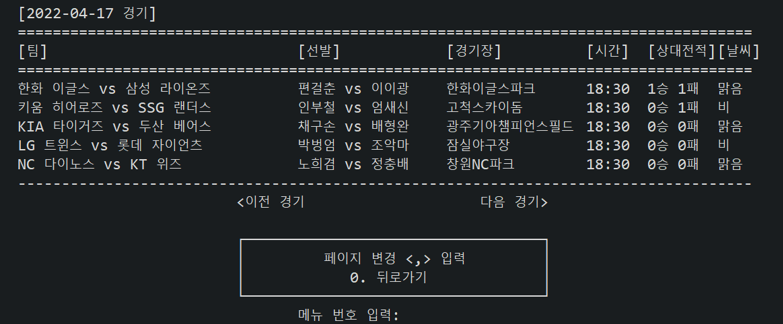 [2022-04-17 경기]
[팀] [선발] [경기장] [시간] [상대전적][날씨]
한화 이글스 vs 삼성 라이온즈 편걸춘 vs 이이광 한화이글스파크 18:30 1승 1패 맑음
키움 히어로즈 vs SSG 랜더스 인부철 vs 엄새신 고척스카이돔 18:30 0승 1패 비
KIA 타이거즈 vs 두산 베어스 채구손 vs 배형완 광주기아챔피언스필드 18:30 0승 0패 맑음
LG 트윈스 vs 롯데 자이언츠 박벙엄 vs 조악마 잠실야구장 18:30 0승 0패 비
NC 다이노스 vs KT 위즈 노희검 vs 정충배 창원NC파크 18:30 0승 0패 맑음
<이전 경기 다음 경기>
페이지 변경 <,> 입력
0. 뒤로가기
메뉴 번호 입력: